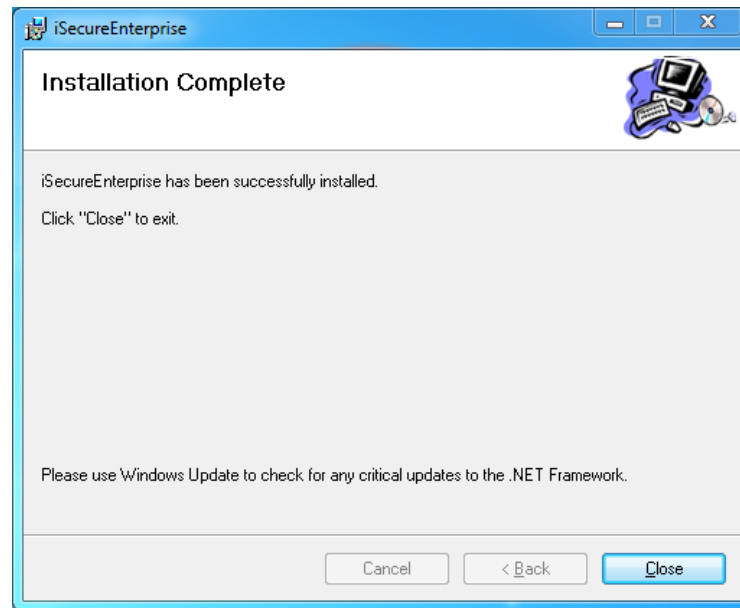 iSecureEnterprise
Installation Complete
iSecureEnterprise has been successfully installed.
Click "Close" to exit.
Please use Windows Update to check for any critical updates to the .NET Framework.
Cancel
< Back
Close